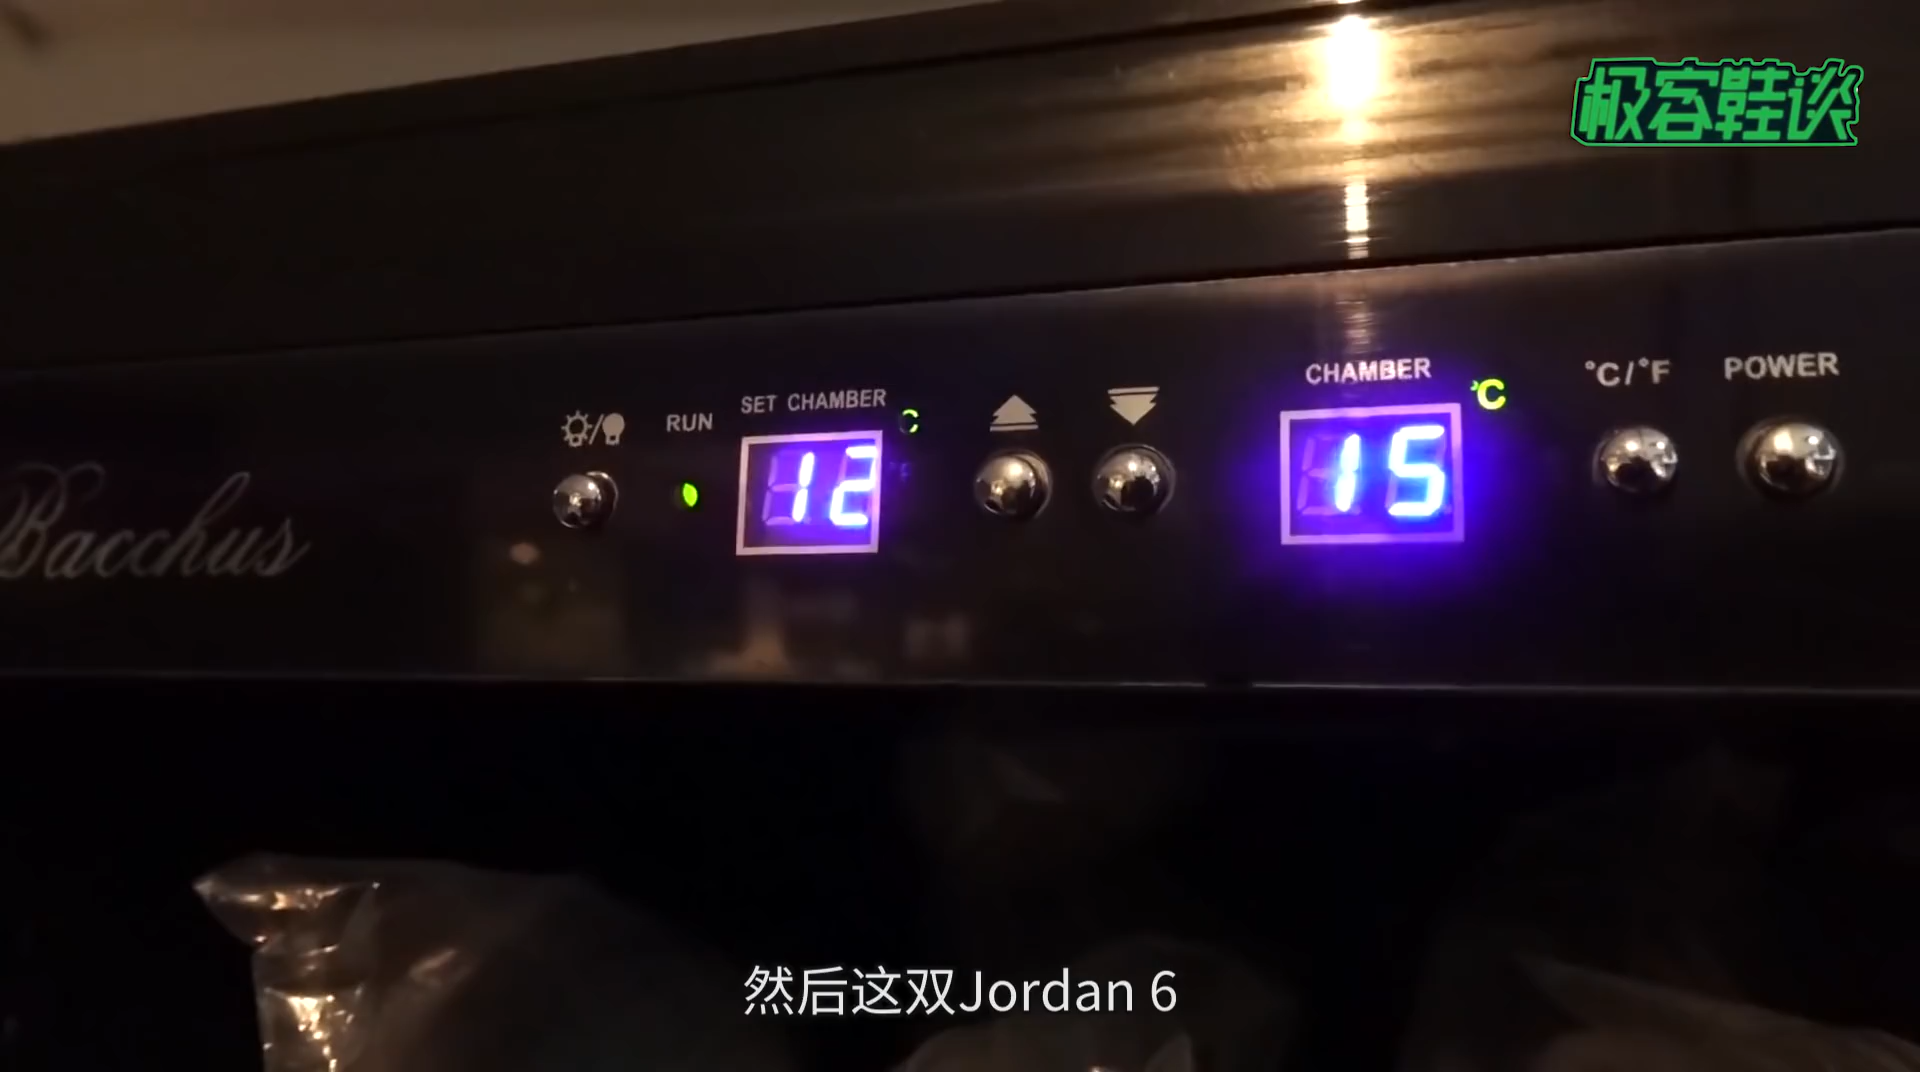 极客鞋谈
CHAMBER
°C
°C/°F
POWER
SET CHAMBER
RUN
12
15
Bacchus
然后这双Jordan 6